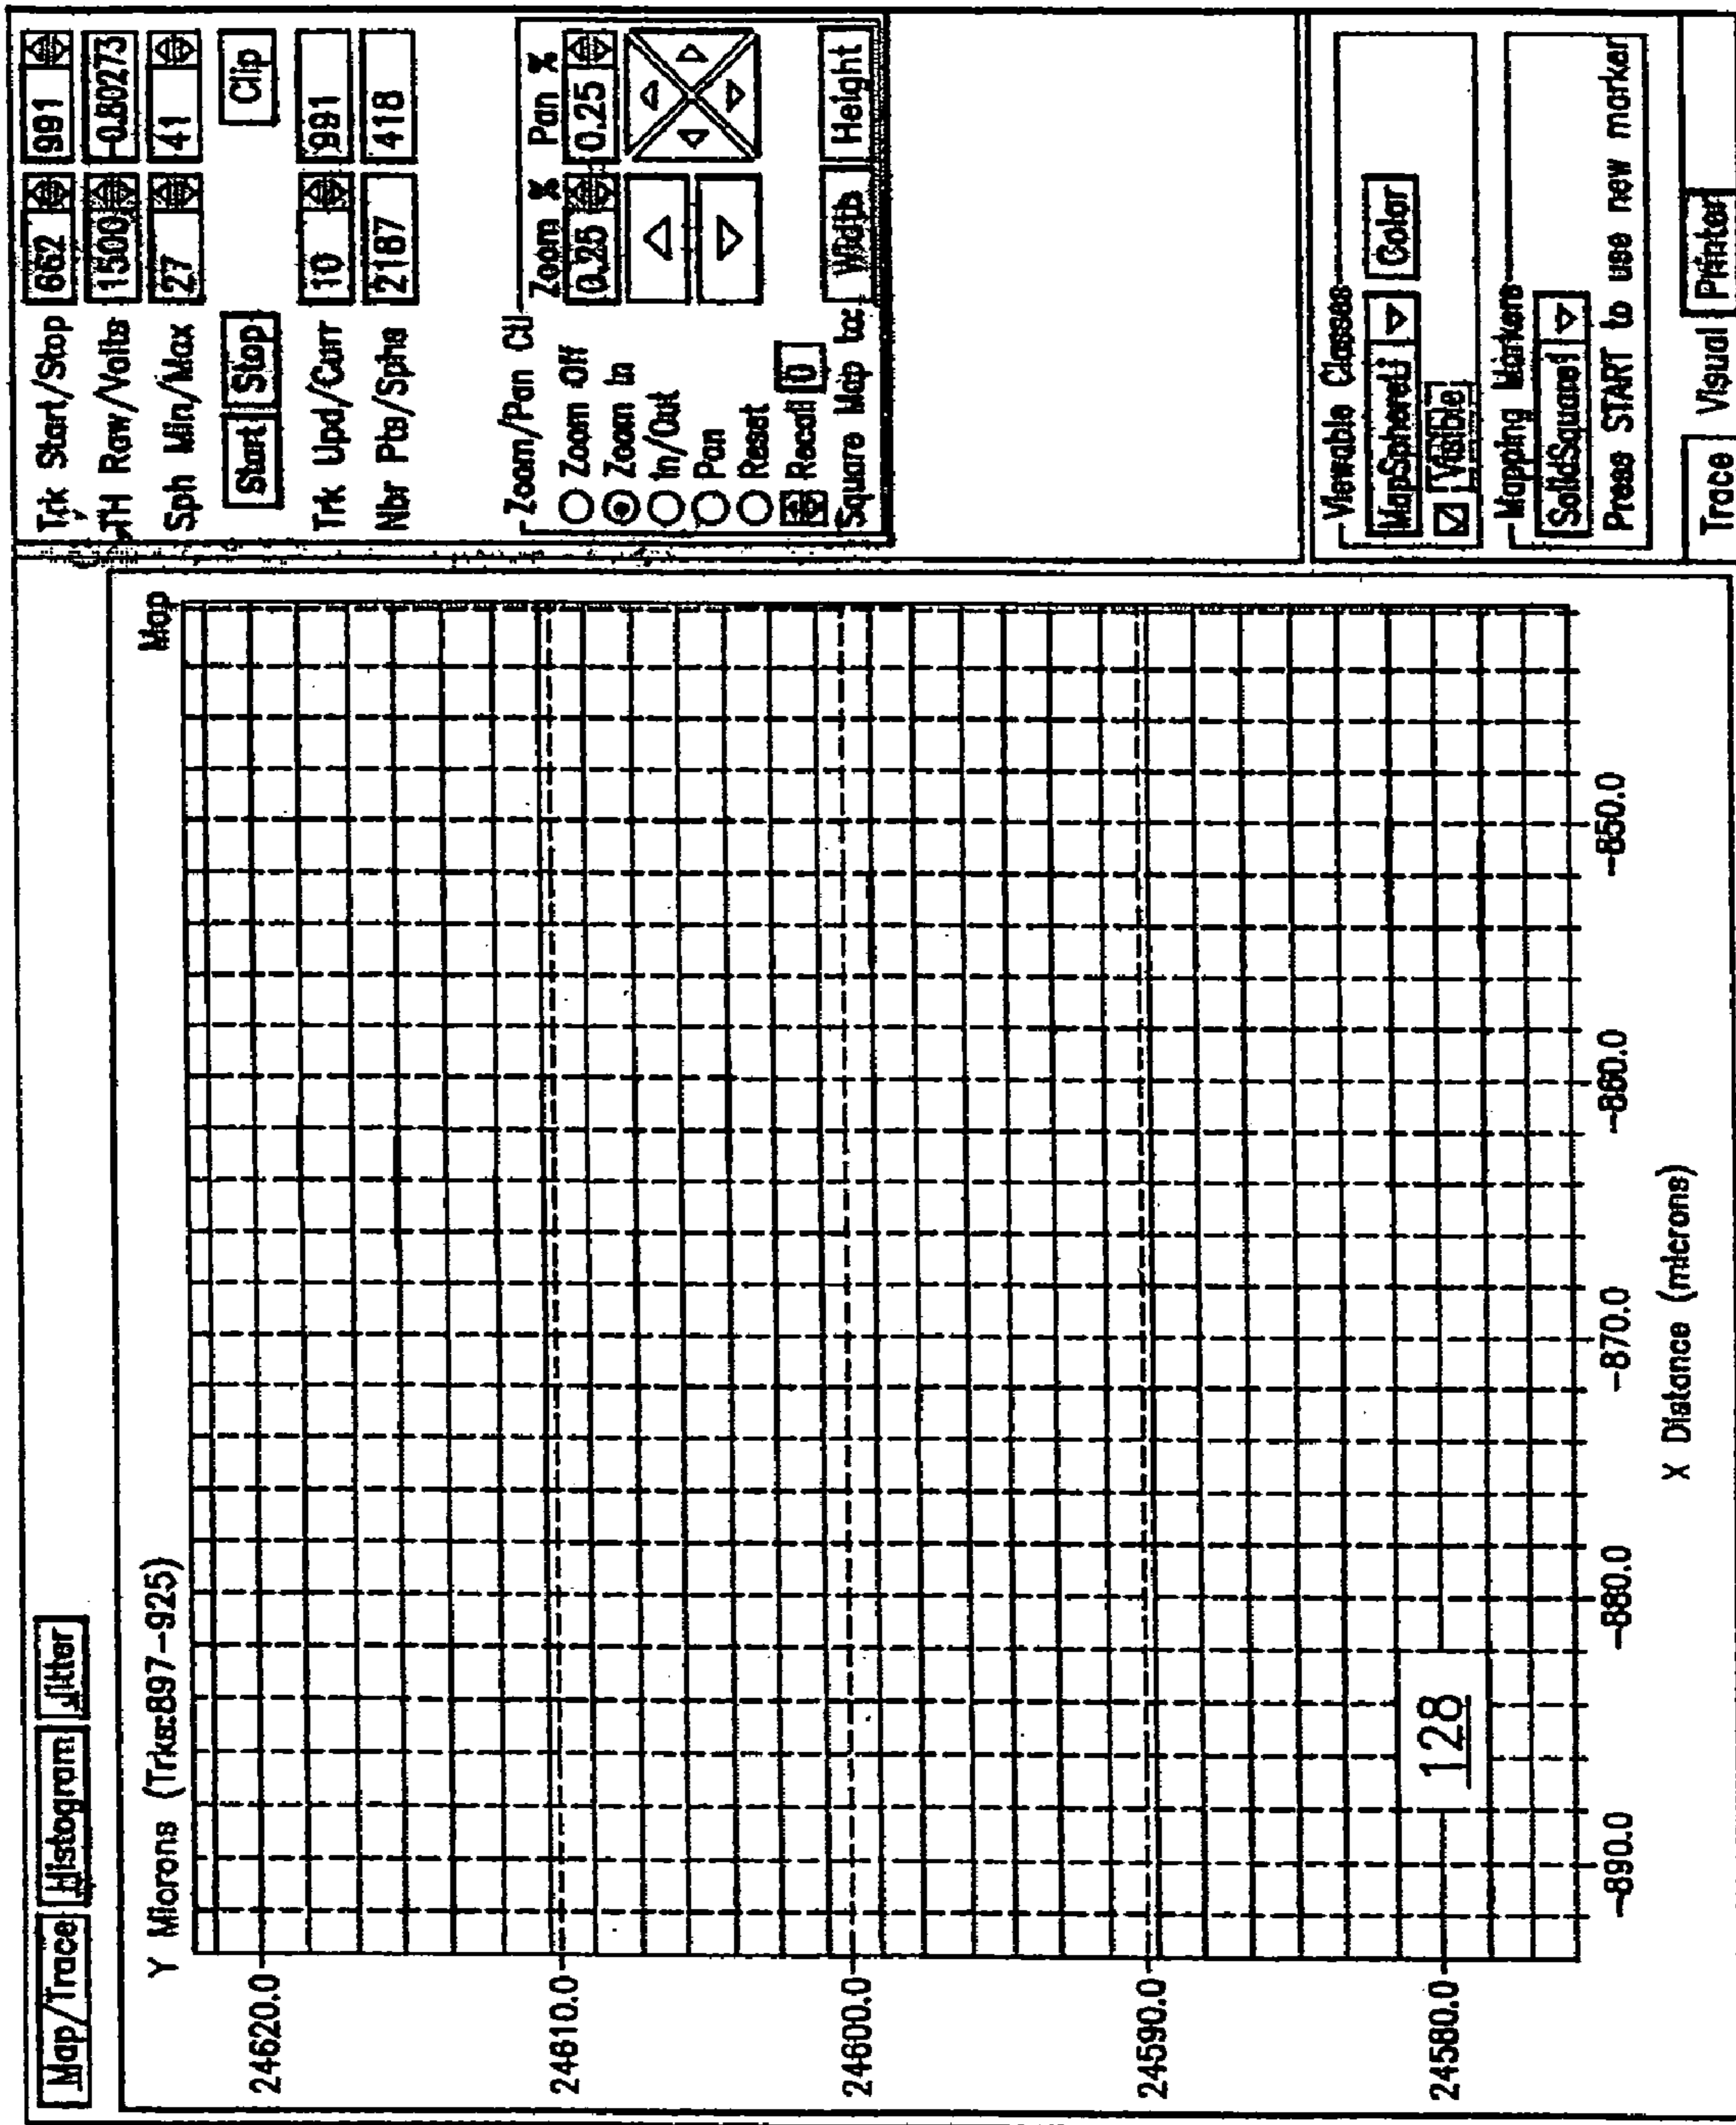 Map/Trace Histogram Jitter
Y Microns (Trks:897-925)
Map
24620.0
24610.0
24600.0
24590.0
24580.0
128
-890.0
-880.0
-870.0
-860.0
-850.0
X Distance (microns)
Trk Start/Stop 662 991
TH Raw/Volts 1500 -0.80273
Sph Min/Max 27 41
Start Stop Clip
Trk Upd/Curr 10 991
Nbr Pts/Sphs 2187 418
Zoom/Pan Ctl
Zoom % Pan %
0.25 0.25
Zoom Off
Zoom In
In/Out
Pan
Reset
Recall 0
Square Map to: Width Height
Viewable Classes
MapSphereLi Color
Visible
Mapping Markers
SolidSquare1
Press START to use new marker
Trace Visual Printer